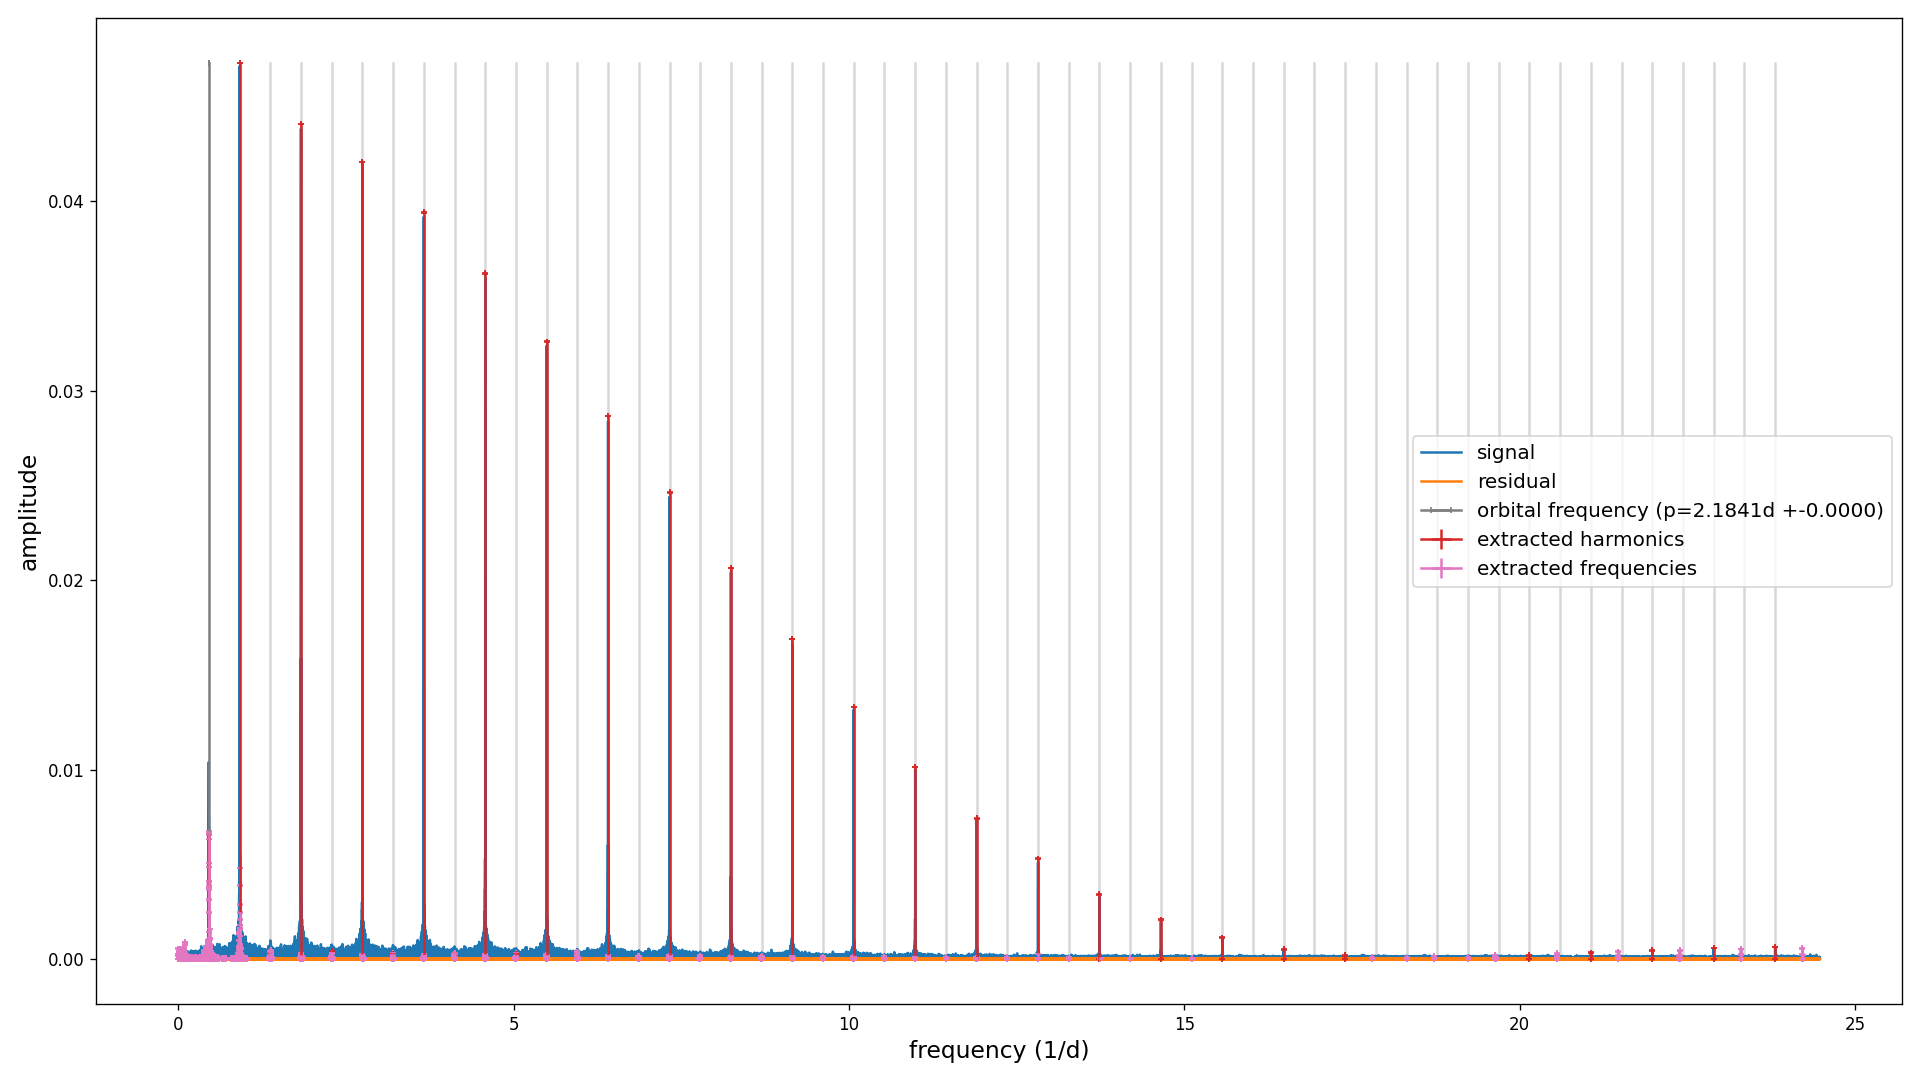 0.04
0.03
0.02
0.01
0.00
amplitude
signal
residual
orbital frequency (p=2.1841d +-0.0000)
extracted harmonics
extracted frequencies
0 5 10 15 20 25
frequency (1/d)